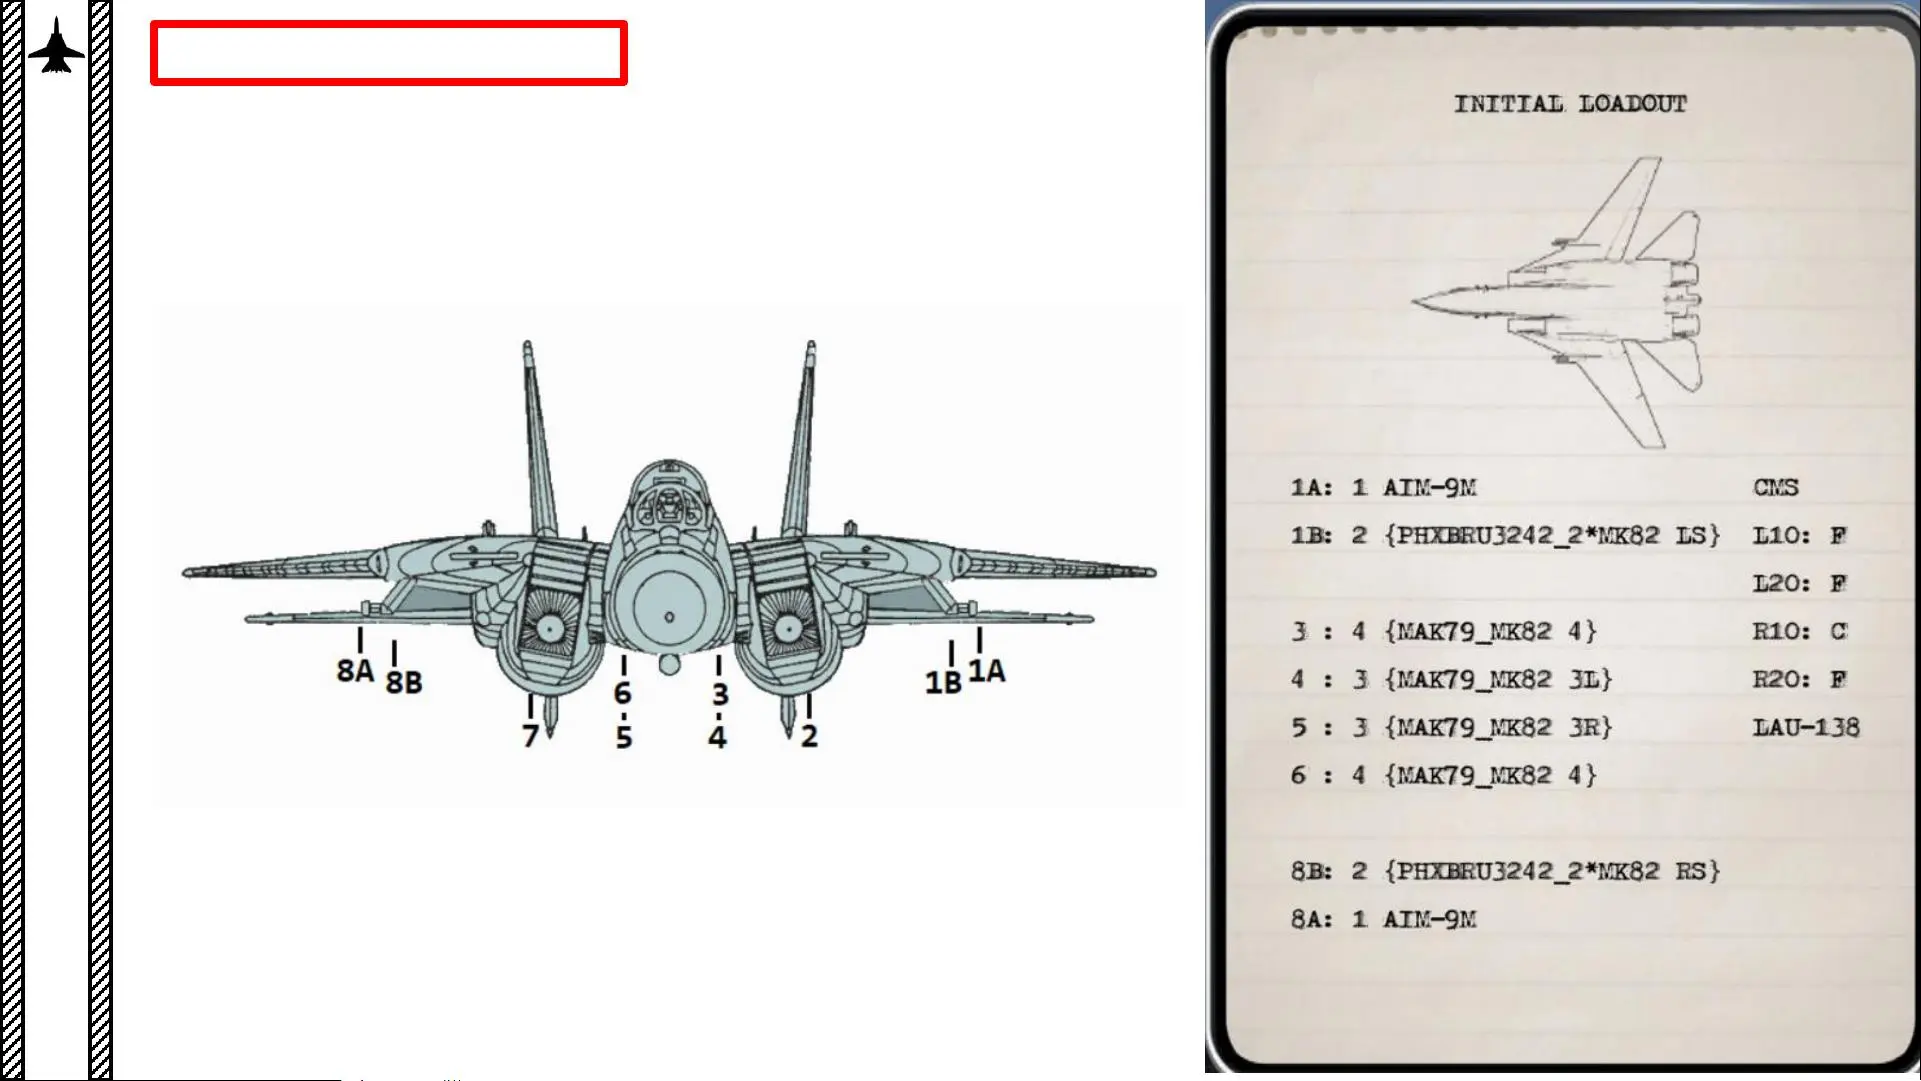 8A
8B
6
3
1B
1A
7
5
4
2
INITIAL LOADOUT
1A: 1 AIM-9M CMS
1B: 2 {PHXBRU3242_2*MK82 LS} L10: F
L20: F
3 : 4 {MAK79_MK82 4} R10: C
4 : 3 {MAK79_MK82 3L} R20: F
5 : 3 {MAK79_MK82 3R} LAU-138
6 : 4 {MAK79_MK82 4}
8B: 2 {PHXBRU3242_2*MK82 RS}
8A: 1 AIM-9M